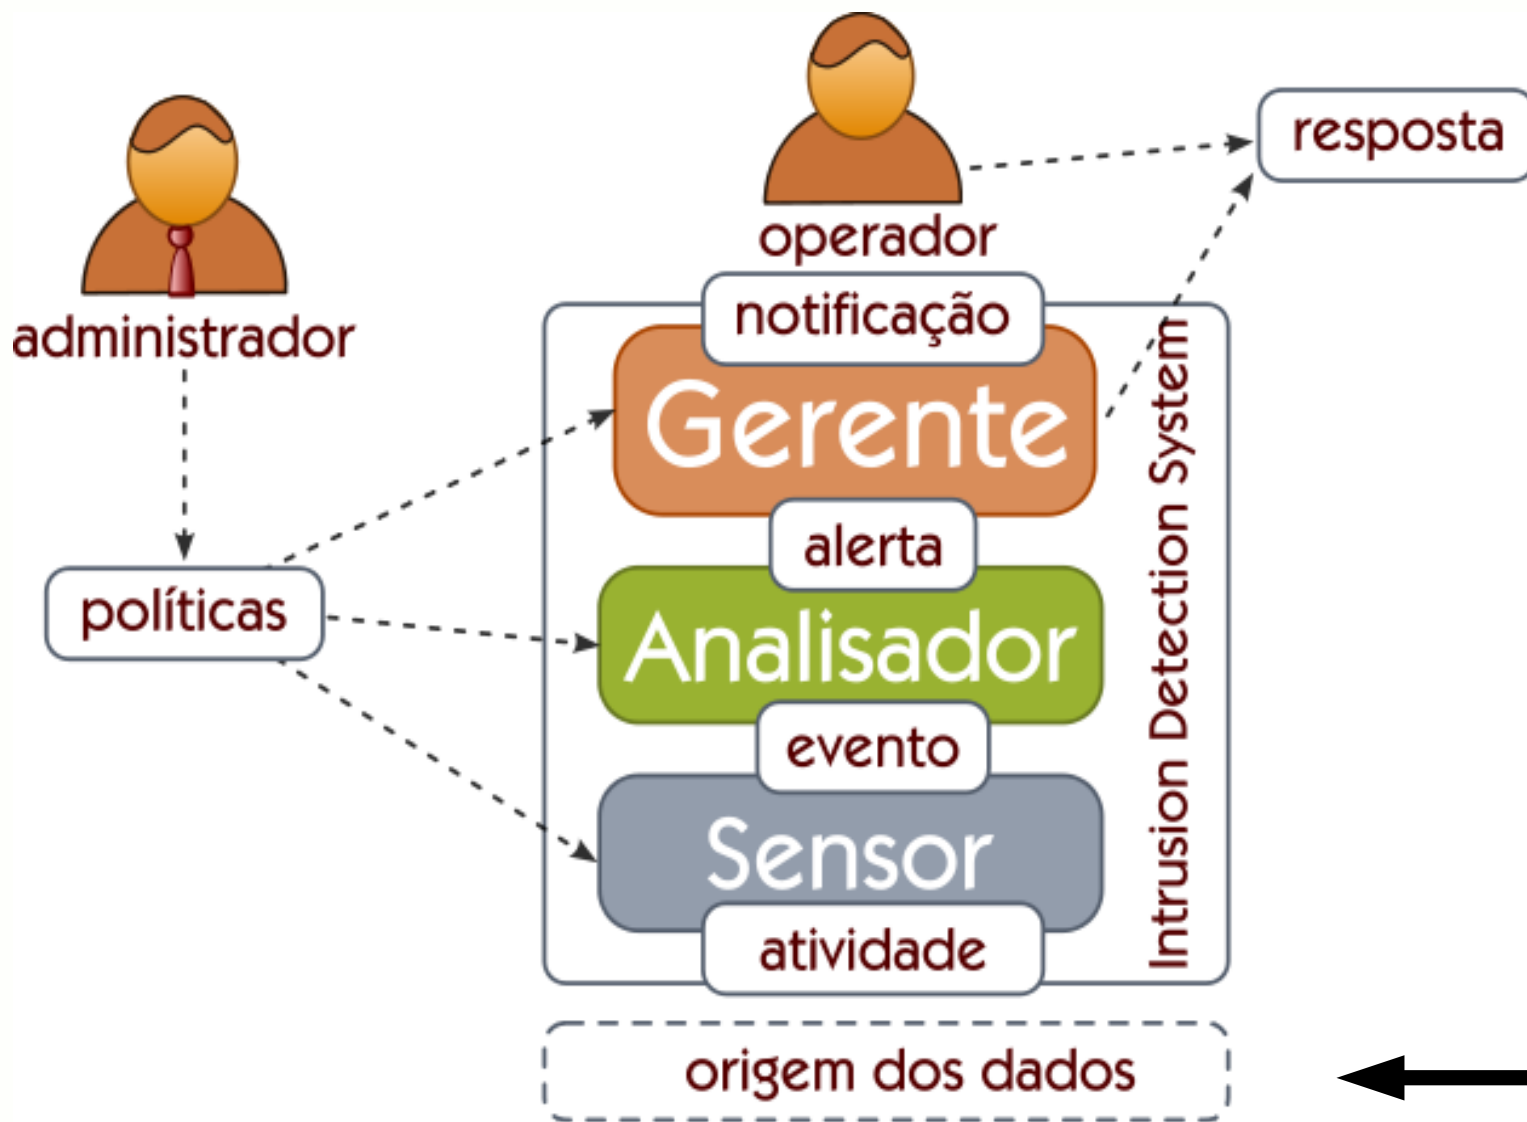 resposta
operador
administrador
notificação
Gerente
alerta
políticas
Analisador
evento
Sensor
atividade
Intrusion Detection System
origem dos dados